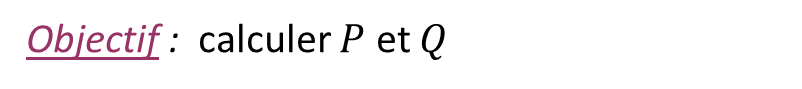 Objectif : calculer P et Q